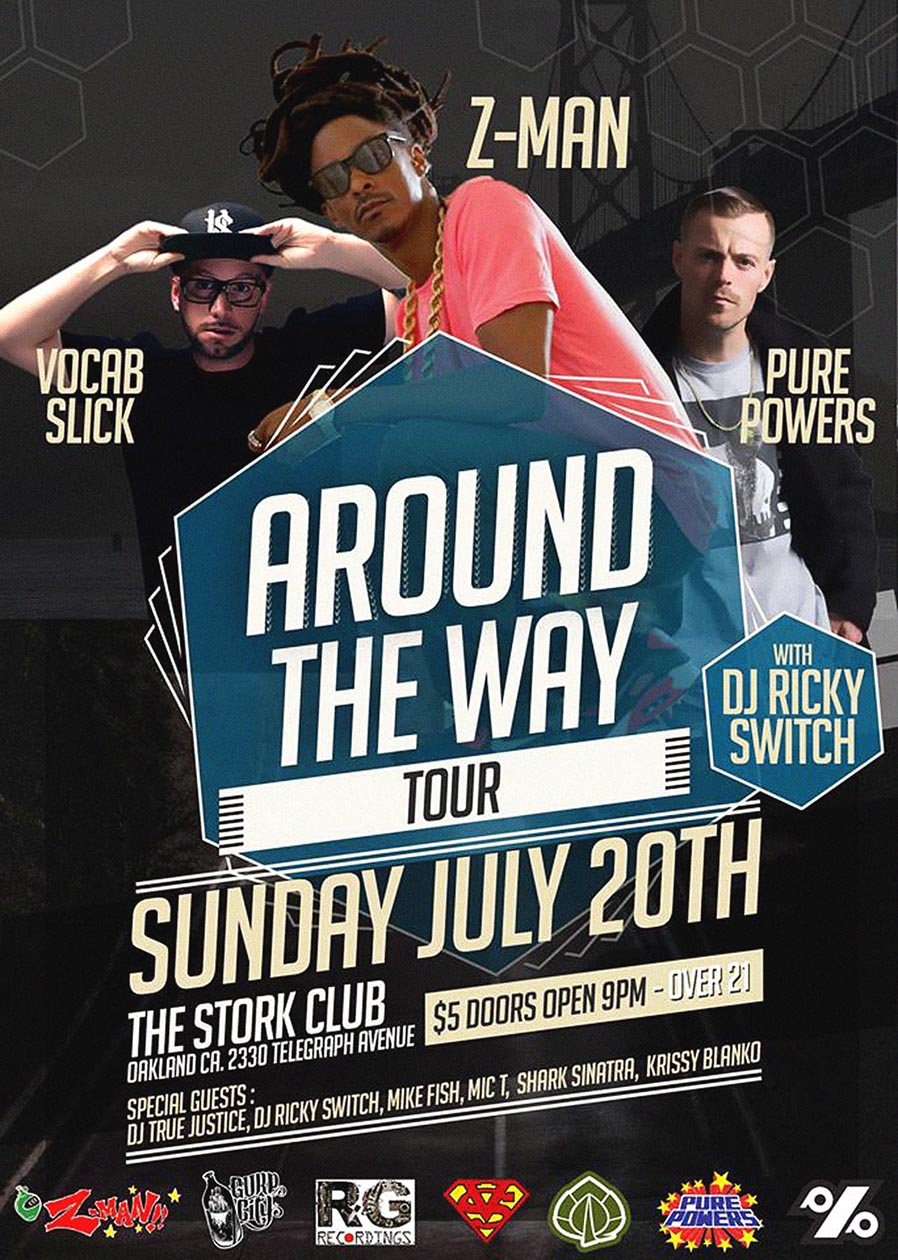 Z-MAN
VOCAB
SLICK
PURE
POWERS
AROUND
THE WAY
TOUR
WITH
DJ RICKY
SWITCH
SUNDAY JULY 20TH
THE STORK CLUB
OAKLAND CA. 2330 TELEGRAPH AVENUE
$5 DOORS OPEN 9PM - OVER 21
SPECIAL GUESTS :
DJ TRUE JUSTICE, DJ RICKY SWITCH, MIKE FISH, MIC T, SHARK SINATRA, KRISSY BLANKO
Z-MAN!!
GURP
CITY
R&G
RECORDINGS
PURE
POWERS